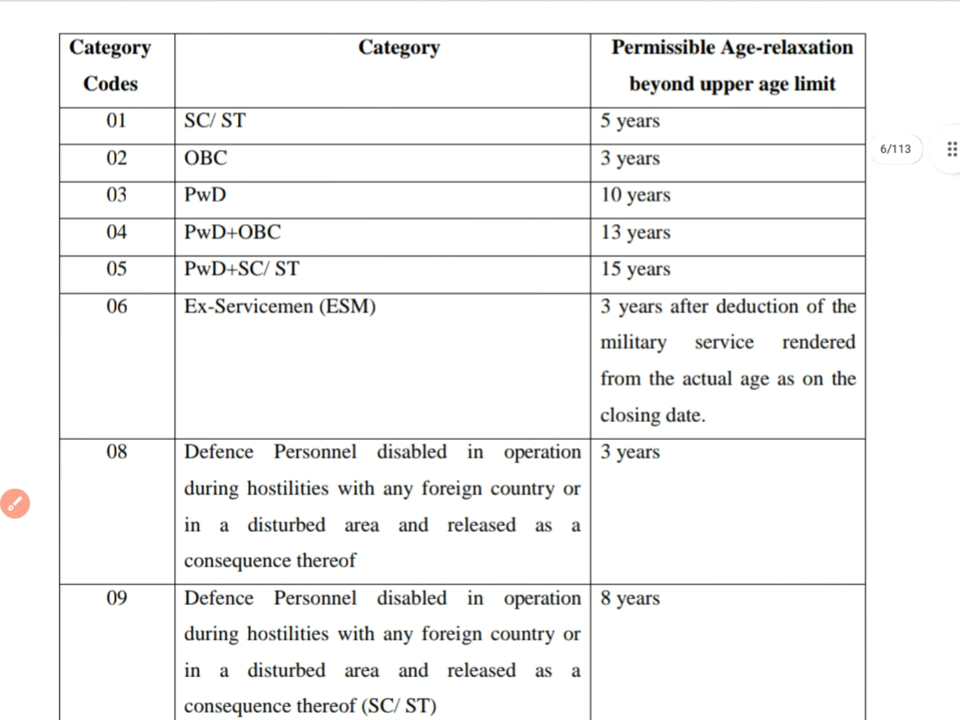 Category Codes Category Permissible Age-relaxation beyond upper age limit
01 SC/ ST 5 years
02 OBC 3 years
03 PwD 10 years
04 PwD+OBC 13 years
05 PwD+SC/ ST 15 years
06 Ex-Servicemen (ESM) 3 years after deduction of the
military service rendered
from the actual age as on the
closing date.
08 Defence Personnel disabled in operation 3 years
during hostilities with any foreign country or
in a disturbed area and released as a
consequence thereof
09 Defence Personnel disabled in operation 8 years
during hostilities with any foreign country or
in a disturbed area and released as a
consequence thereof (SC/ ST)
6/113